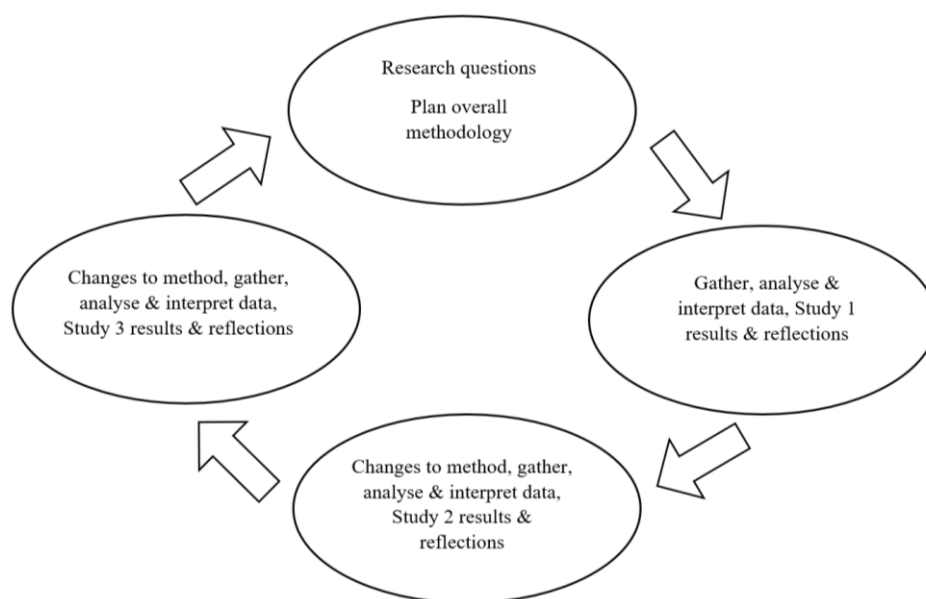 Research questions
Plan overall
methodology
Gather, analyse &
interpret data, Study 1
results & reflections
Changes to method, gather,
analyse & interpret data,
Study 2 results &
reflections
Changes to method, gather,
analyse & interpret data,
Study 3 results & reflections